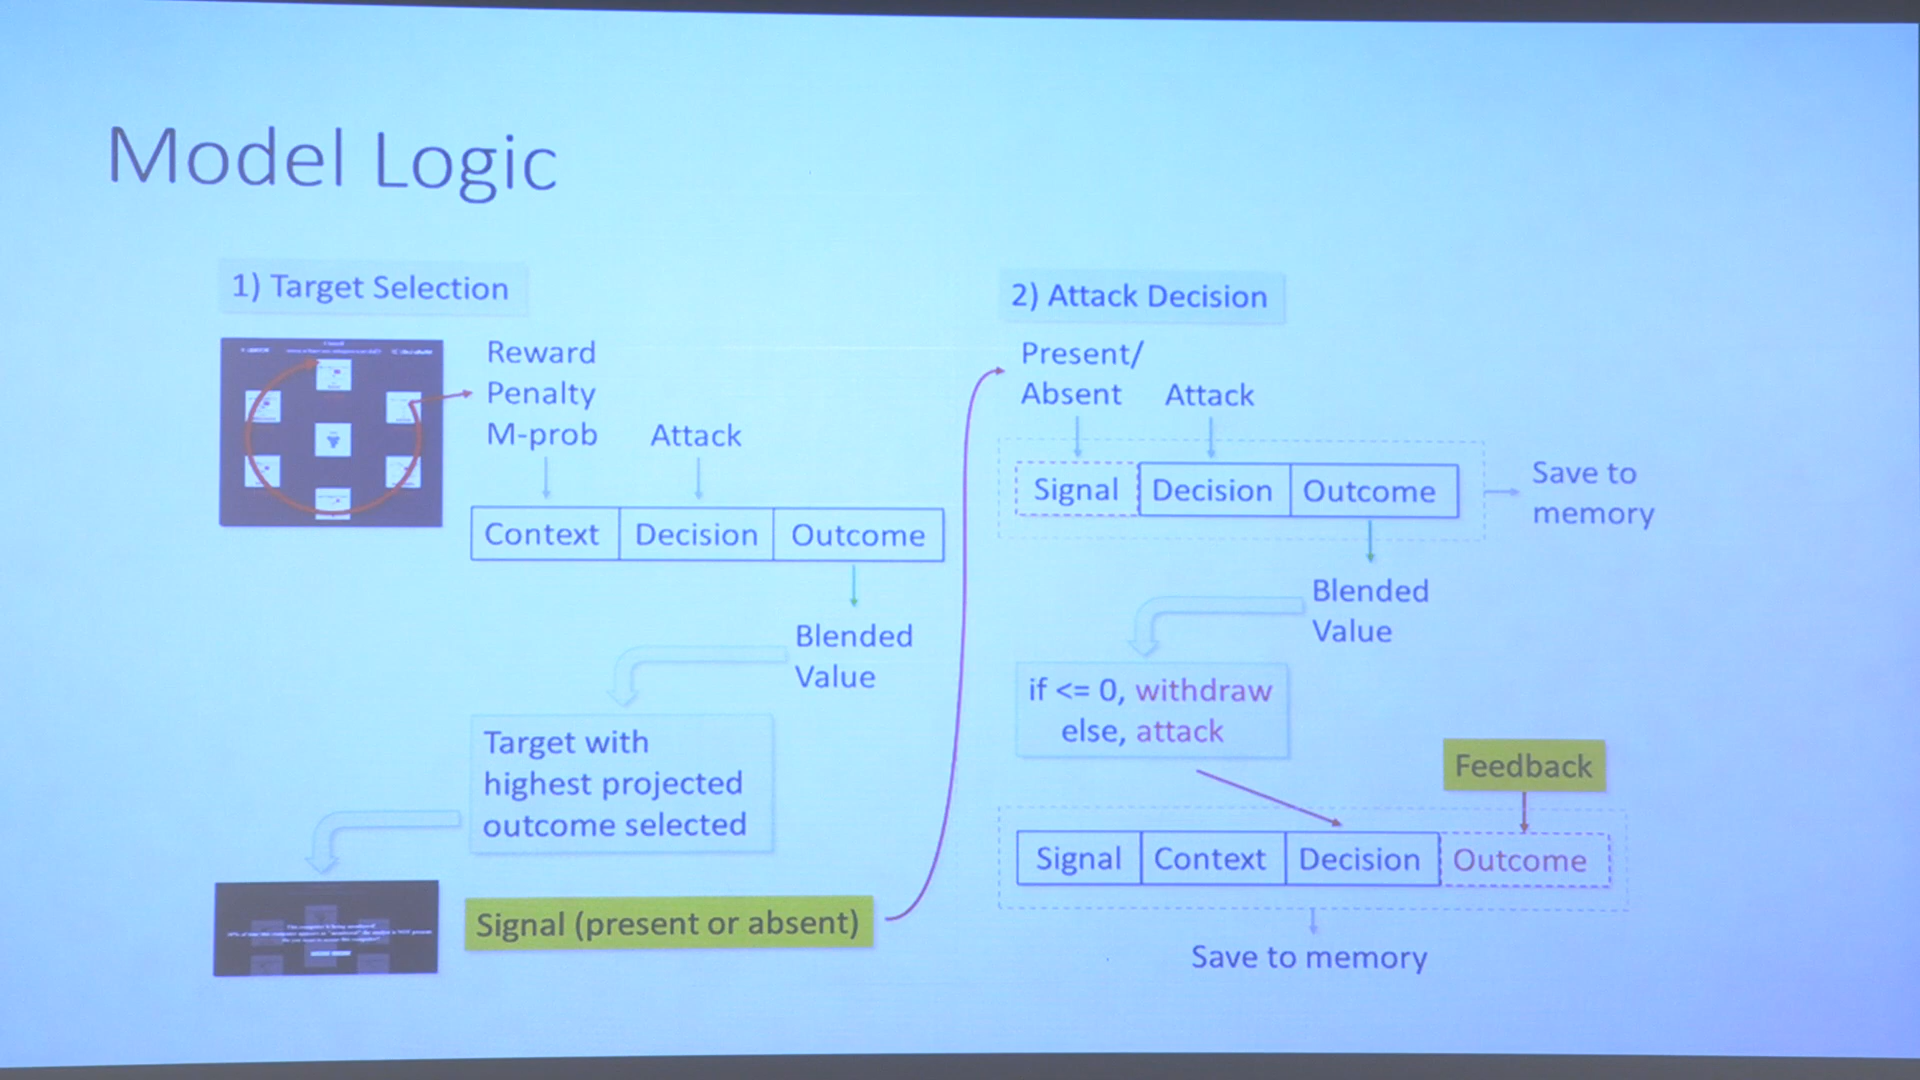 Model Logic
1) Target Selection
Reward
Penalty
M-prob
Attack
Context
Decision
Outcome
Blended
Value
Target with
highest projected
outcome selected
Signal (present or absent)
2) Attack Decision
Present/
Absent
Attack
Signal
Decision
Outcome
Save to
memory
Blended
Value
if <= 0, withdraw
else, attack
Feedback
Signal
Context
Decision
Outcome
Save to memory